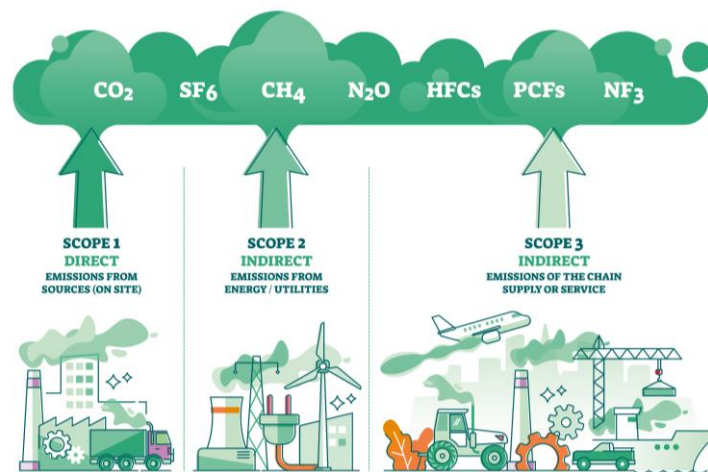 CO₂ SF₆ CH₄ N₂O HFCs PCFs NF₃
SCOPE 1
DIRECT
EMISSIONS FROM
SOURCES (ON SITE)
SCOPE 2
INDIRECT
EMISSIONS FROM
ENERGY / UTILITIES
SCOPE 3
INDIRECT
EMISSIONS OF THE CHAIN
SUPPLY OR SERVICE